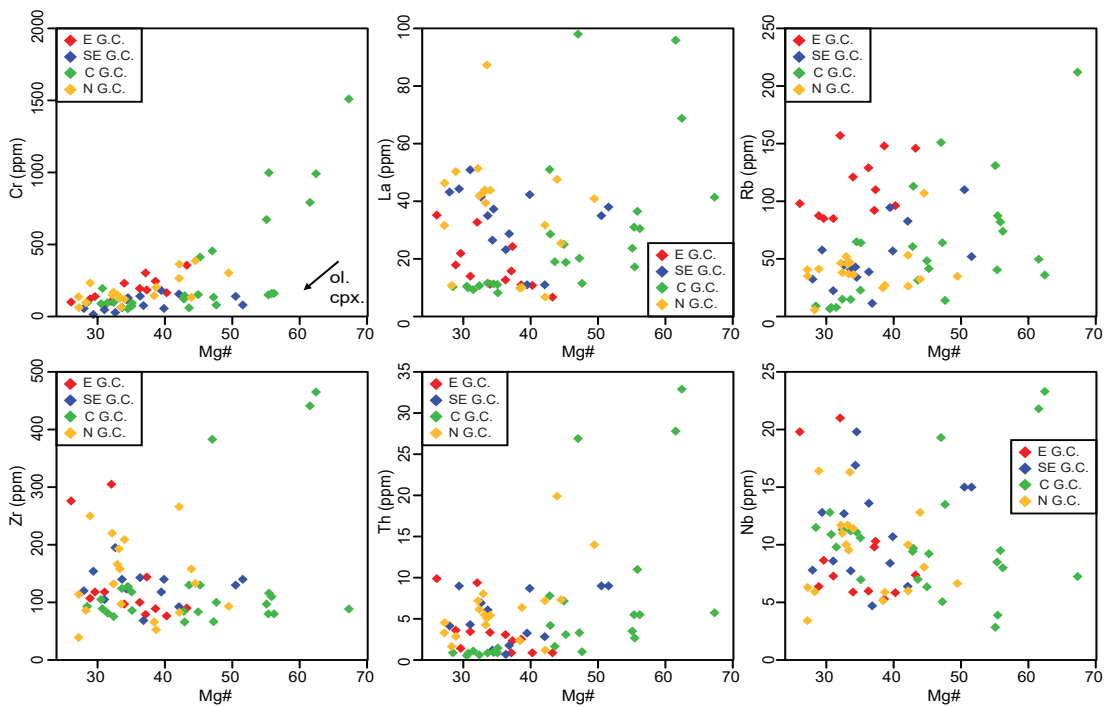 2000
1500
1000
500
0
Cr (ppm)
E G.C.
SE G.C.
C G.C.
N G.C.
ol.
cpx.
30 40 50 60 70
Mg#
100
80
60
40
20
0
La (ppm)
E G.C.
SE G.C.
C G.C.
N G.C.
30 40 50 60 70
Mg#
250
200
150
100
50
0
Rb (ppm)
E G.C.
SE G.C.
C G.C.
N G.C.
30 40 50 60 70
Mg#
500
400
300
200
100
0
Zr (ppm)
E G.C.
SE G.C.
C G.C.
N G.C.
30 40 50 60 70
Mg#
35
30
25
20
15
10
5
0
Th (ppm)
E G.C.
SE G.C.
C G.C.
N G.C.
30 40 50 60 70
Mg#
25
20
15
10
5
0
Nb (ppm)
E G.C.
SE G.C.
C G.C.
N G.C.
30 40 50 60 70
Mg#